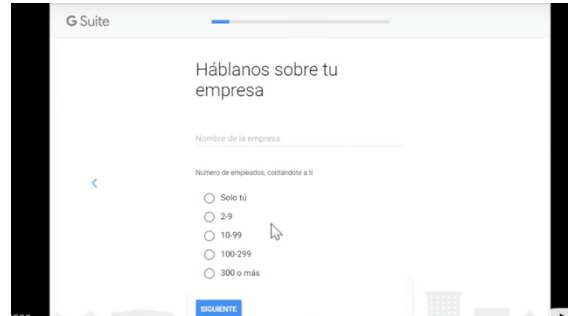 G Suite
Háblanos sobre tu
empresa
Nombre de la empresa
Número de empleados, contándote a ti
Solo tú
2-9
10-99
100-299
300 o más
SIGUIENTE